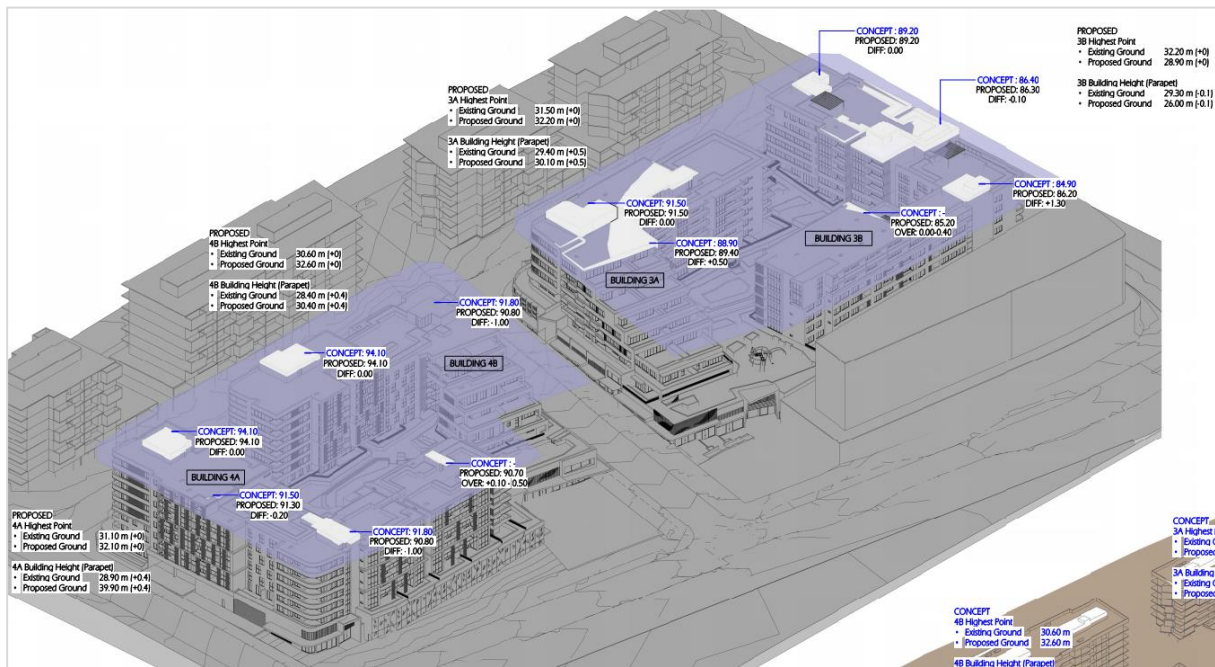 CONCEPT : 89.20
PROPOSED: 89.20
DIFF: 0.00
PROPOSED
3B Highest Point
• Existing Ground 32.20 m (+0)
• Proposed Ground 28.90 m (+0)
3B Building Height (Parapet)
• Existing Ground 29.30 m (-0.1)
• Proposed Ground 26.00 m (-0.1)
CONCEPT : 86.40
PROPOSED: 86.30
DIFF: -0.10
PROPOSED
3A Highest Point
• Existing Ground 31.50 m (+0)
• Proposed Ground 32.20 m (+0)
3A Building Height (Parapet)
• Existing Ground 29.40 m (+0.5)
• Proposed Ground 30.10 m (+0.5)
CONCEPT : 84.90
PROPOSED: 86.20
DIFF: +1.30
CONCEPT : 91.50
PROPOSED: 91.50
DIFF: 0.00
CONCEPT : -
PROPOSED: 85.20
OVER: 0.00-0.40
BUILDING 3B
CONCEPT : 88.90
PROPOSED: 89.40
DIFF: +0.50
BUILDING 3A
PROPOSED
4B Highest Point
• Existing Ground 30.60 m (+0)
• Proposed Ground 32.60 m (+0)
4B Building Height (Parapet)
• Existing Ground 28.40 m (+0.4)
• Proposed Ground 30.40 m (+0.4)
CONCEPT: 91.80
PROPOSED: 90.80
DIFF: -1.00
CONCEPT: 94.10
PROPOSED: 94.10
DIFF: 0.00
BUILDING 4B
CONCEPT: 94.10
PROPOSED: 94.10
DIFF: 0.00
CONCEPT : -
PROPOSED: 90.70
OVER: +0.10 - 0.50
BUILDING 4A
CONCEPT: 91.50
PROPOSED: 91.30
DIFF: -0.20
CONCEPT: 91.80
PROPOSED: 90.80
DIFF: -1.00
PROPOSED
4A Highest Point
• Existing Ground 31.10 m (+0)
• Proposed Ground 32.10 m (+0)
4A Building Height (Parapet)
• Existing Ground 28.90 m (+0.4)
• Proposed Ground 39.90 m (+0.4)
CONCEPT
3A Highest
• Existing
• Propose
3A Building
• Existing
• Propose
CONCEPT
4B Highest Point
• Existing Ground 30.60 m
• Proposed Ground 32.60 m
4B Building Height (Parapet)